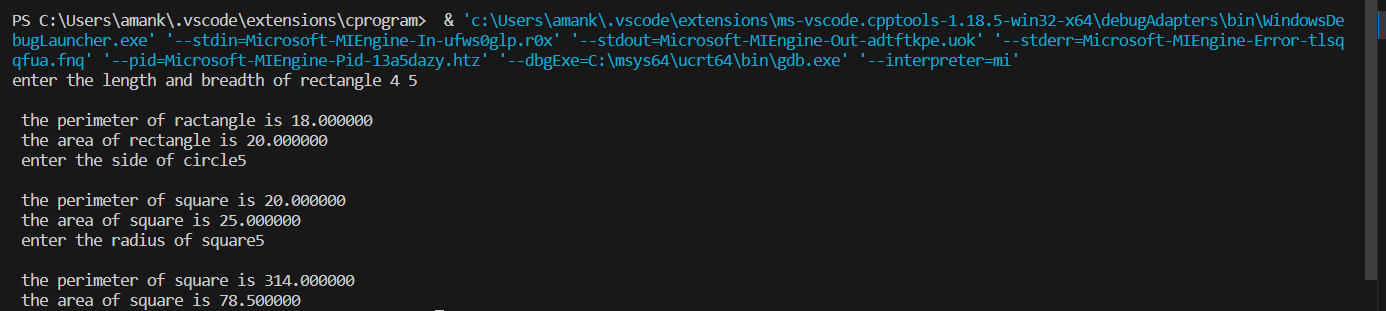 PS C:\Users\amank\.vscode\extensions\cprogram>  & 'c:\Users\amank\.vscode\extensions\ms-vscode.cpptools-1.18.5-win32-x64\debugAdapters\bin\WindowsDe
bugLauncher.exe' '--stdin=Microsoft-MIEngine-In-ufws0glp.r0x' '--stdout=Microsoft-MIEngine-Out-adtftkpe.uok' '--stderr=Microsoft-MIEngine-Error-tlsq
qfua.fnq' '--pid=Microsoft-MIEngine-Pid-13a5dazy.htz' '--dbgExe=C:\msys64\ucrt64\bin\gdb.exe' '--interpreter=mi'
enter the length and breadth of rectangle 4 5
the perimeter of ractangle is 18.000000
the area of rectangle is 20.000000
enter the side of circle5
the perimeter of square is 20.000000
the area of square is 25.000000
enter the radius of square5
the perimeter of square is 314.000000
the area of square is 78.500000